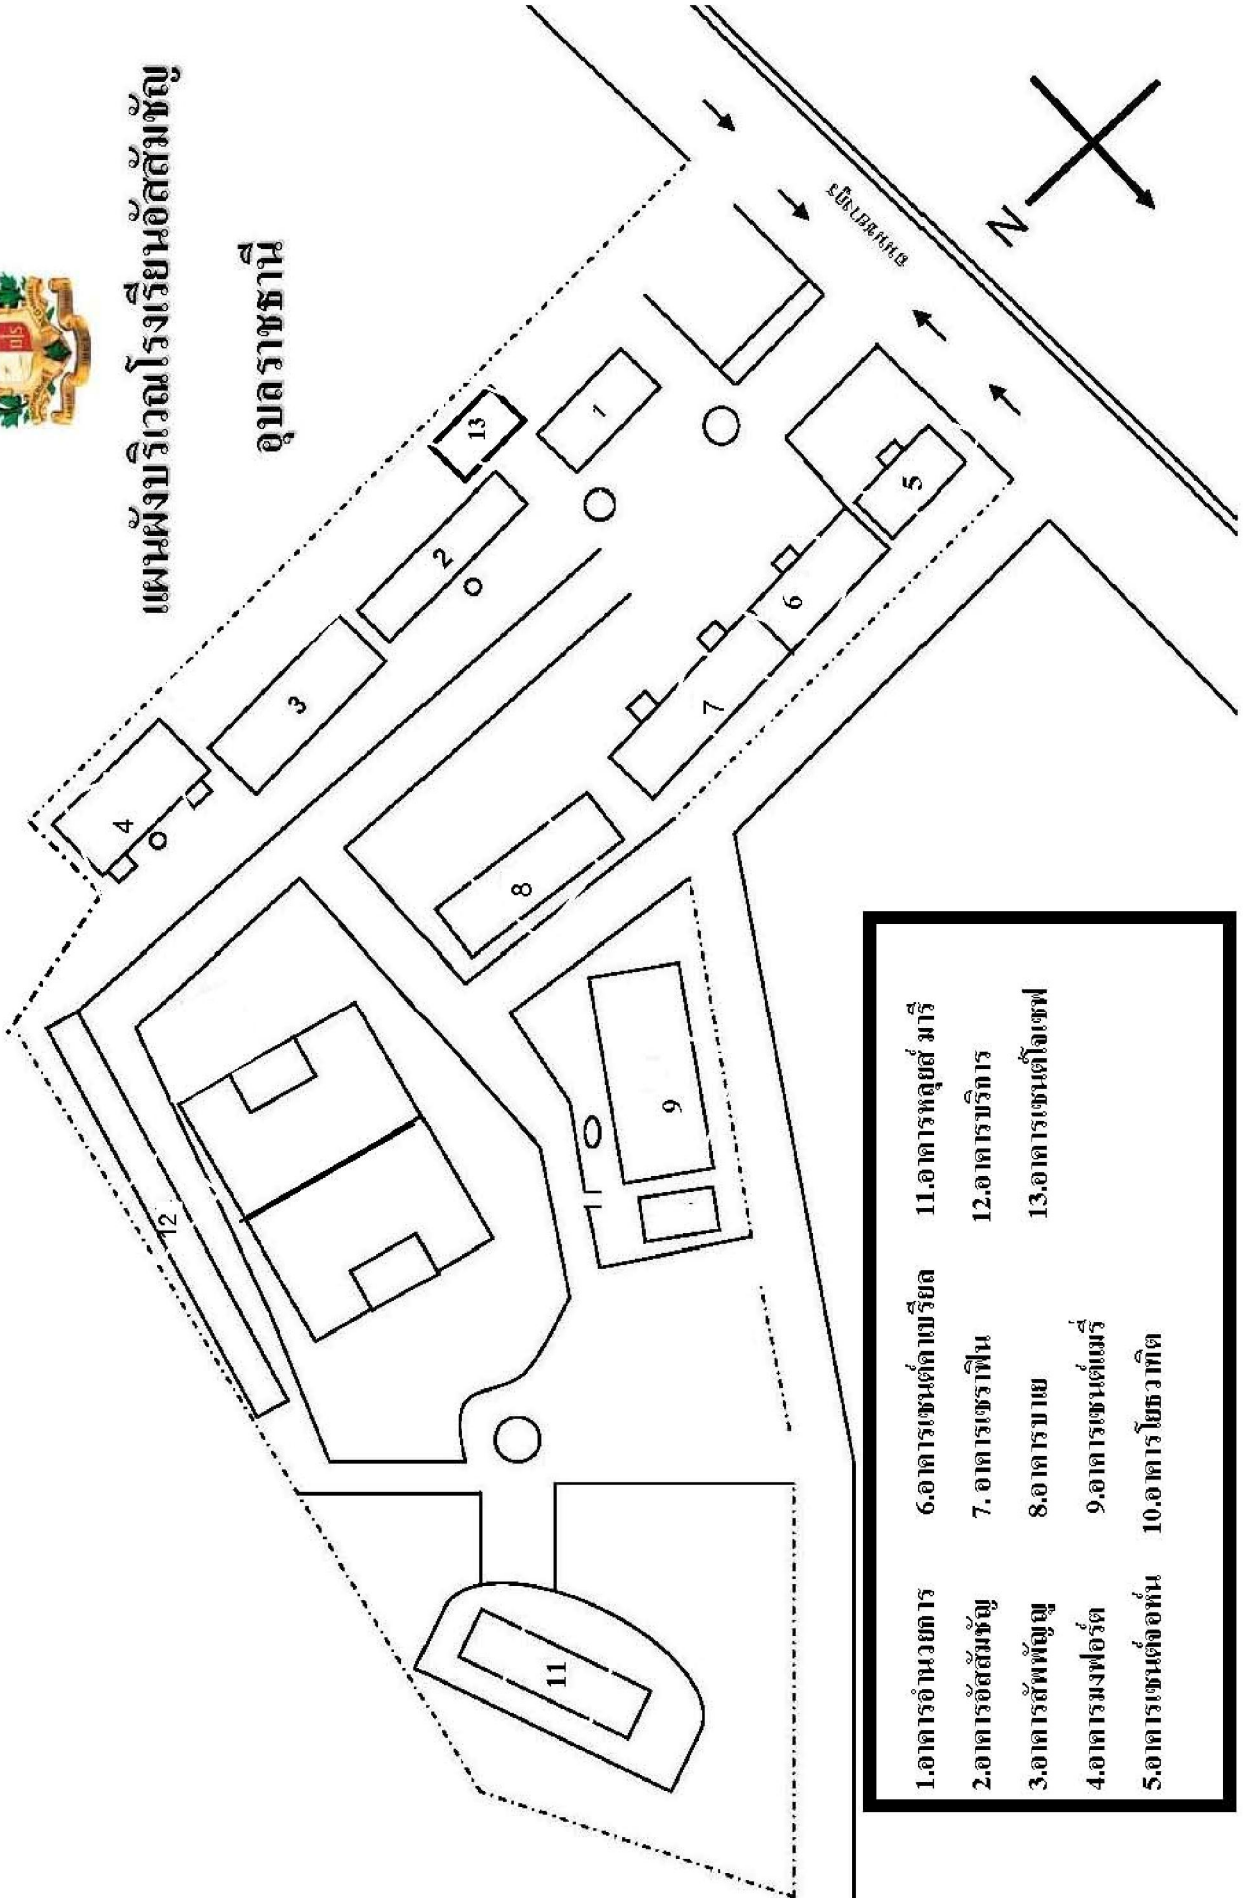 แผนผังบริเวณโรงเรียนอัสสัมชัญ
อุบลราชธานี
N
1
2
3
4
5
6
7
8
9
11
12
13
1.อาคารอำนวยการ
2.อาคารอัสสัมชัญ
3.อาคารสัพพัญญู
4.อาคารมงฟอร์ต
5.อาคารเซนต์จอห์น
6.อาคารเซนต์คาเบรียล
7. อาคารเซราฟิน
8.อาคารบาเย
9.อาคารเซนต์แมรี่
10.อาคารโยธวาทิต
11.อาคารหลุยส์ มารี
12.อาคารบริการ
13.อาคารเซนต์โจเซฟ